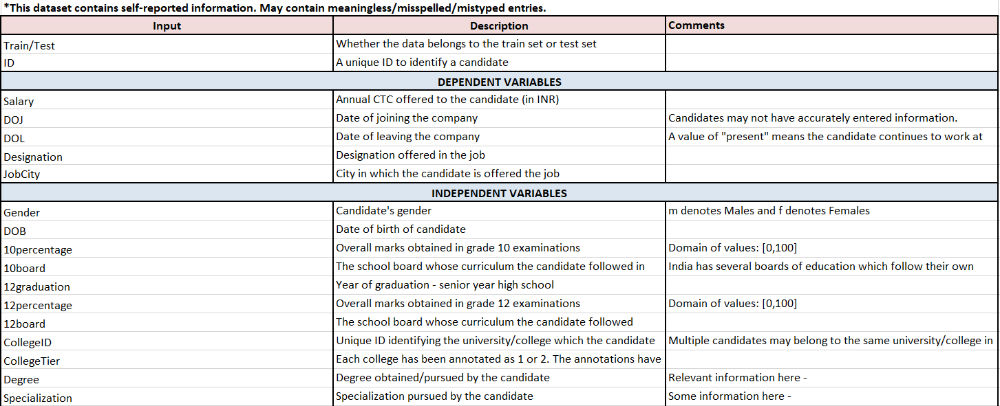 *This dataset contains self-reported information. May contain meaningless/misspelled/mistyped entries.
Input Description Comments
Train/Test Whether the data belongs to the train set or test set
ID A unique ID to identify a candidate
DEPENDENT VARIABLES
Salary Annual CTC offered to the candidate (in INR)
DOJ Date of joining the company Candidates may not have accurately entered information.
DOL Date of leaving the company A value of "present" means the candidate continues to work at
Designation Designation offered in the job
JobCity City in which the candidate is offered the job
INDEPENDENT VARIABLES
Gender Candidate's gender m denotes Males and f denotes Females
DOB Date of birth of candidate
10percentage Overall marks obtained in grade 10 examinations Domain of values: [0,100]
10board The school board whose curriculum the candidate followed in India has several boards of education which follow their own
12graduation Year of graduation - senior year high school
12percentage Overall marks obtained in grade 12 examinations Domain of values: [0,100]
12board The school board whose curriculum the candidate followed
CollegeID Unique ID identifying the university/college which the candidate Multiple candidates may belong to the same university/college in
CollegeTier Each college has been annotated as 1 or 2. The annotations have
Degree Degree obtained/pursued by the candidate Relevant information here -
Specialization Specialization pursued by the candidate Some information here -